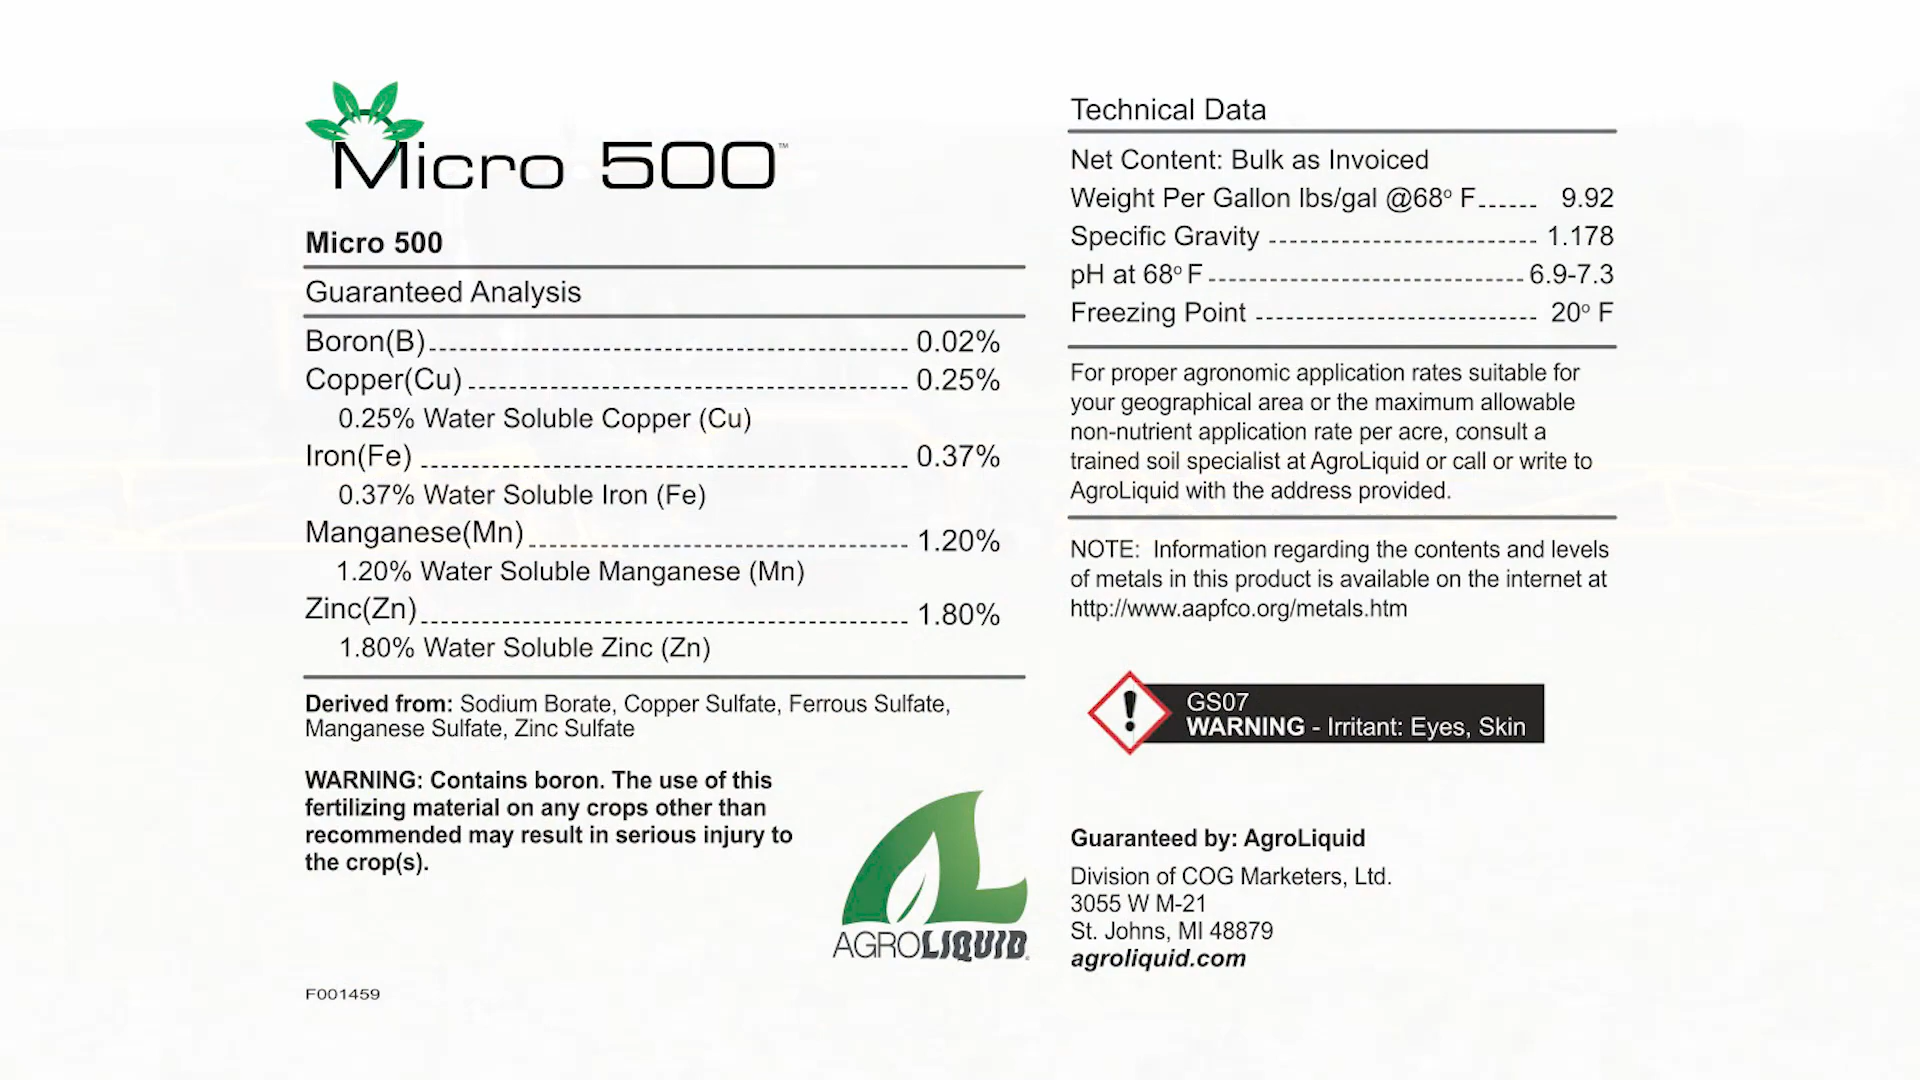 Micro 500™
Micro 500
Guaranteed Analysis
Boron(B) 0.02%
Copper(Cu) 0.25%
0.25% Water Soluble Copper (Cu)
Iron(Fe) 0.37%
0.37% Water Soluble Iron (Fe)
Manganese(Mn) 1.20%
1.20% Water Soluble Manganese (Mn)
Zinc(Zn) 1.80%
1.80% Water Soluble Zinc (Zn)
Derived from: Sodium Borate, Copper Sulfate, Ferrous Sulfate,
Manganese Sulfate, Zinc Sulfate
WARNING: Contains boron. The use of this
fertilizing material on any crops other than
recommended may result in serious injury to
the crop(s).
AGROLIQUID
F001459
Technical Data
Net Content: Bulk as Invoiced
Weight Per Gallon lbs/gal @68º F ------ 9.92
Specific Gravity -------------------------- 1.178
pH at 68º F ------------------------------ 6.9-7.3
Freezing Point --------------------------- 20º F
For proper agronomic application rates suitable for
your geographical area or the maximum allowable
non-nutrient application rate per acre, consult a
trained soil specialist at AgroLiquid or call or write to
AgroLiquid with the address provided.
NOTE: Information regarding the contents and levels
of metals in this product is available on the internet at
http://www.aapfco.org/metals.htm
GS07
WARNING - Irritant: Eyes, Skin
Guaranteed by: AgroLiquid
Division of COG Marketers, Ltd.
3055 W M-21
St. Johns, MI 48879
agroliquid.com